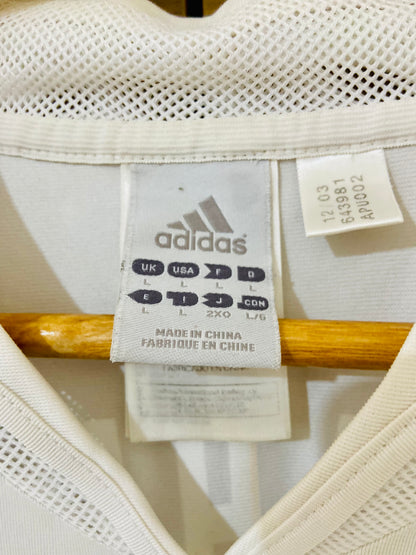 adidas
UK USA F D
L L L L
E I J CDN
L L 2XO L/G
MADE IN CHINA
FABRIQUE EN CHINE
12/03
643981
APU002